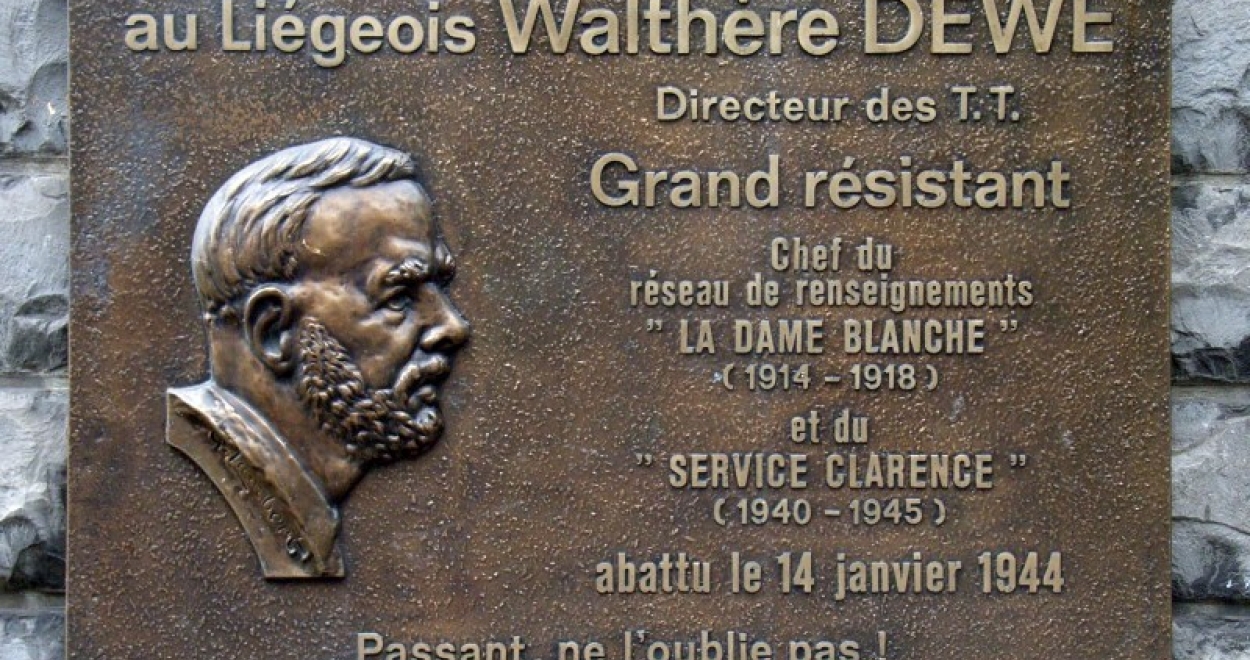 au Liégeois Walthère DEWE
Directeur des T.T.
Grand résistant
Chef du
réseau de renseignements
" LA DAME BLANCHE "
( 1914 - 1918 )
et du
" SERVICE CLARENCE "
( 1940 - 1945 )
abattu le 14 janvier 1944
Passant, ne l'oublie pas !